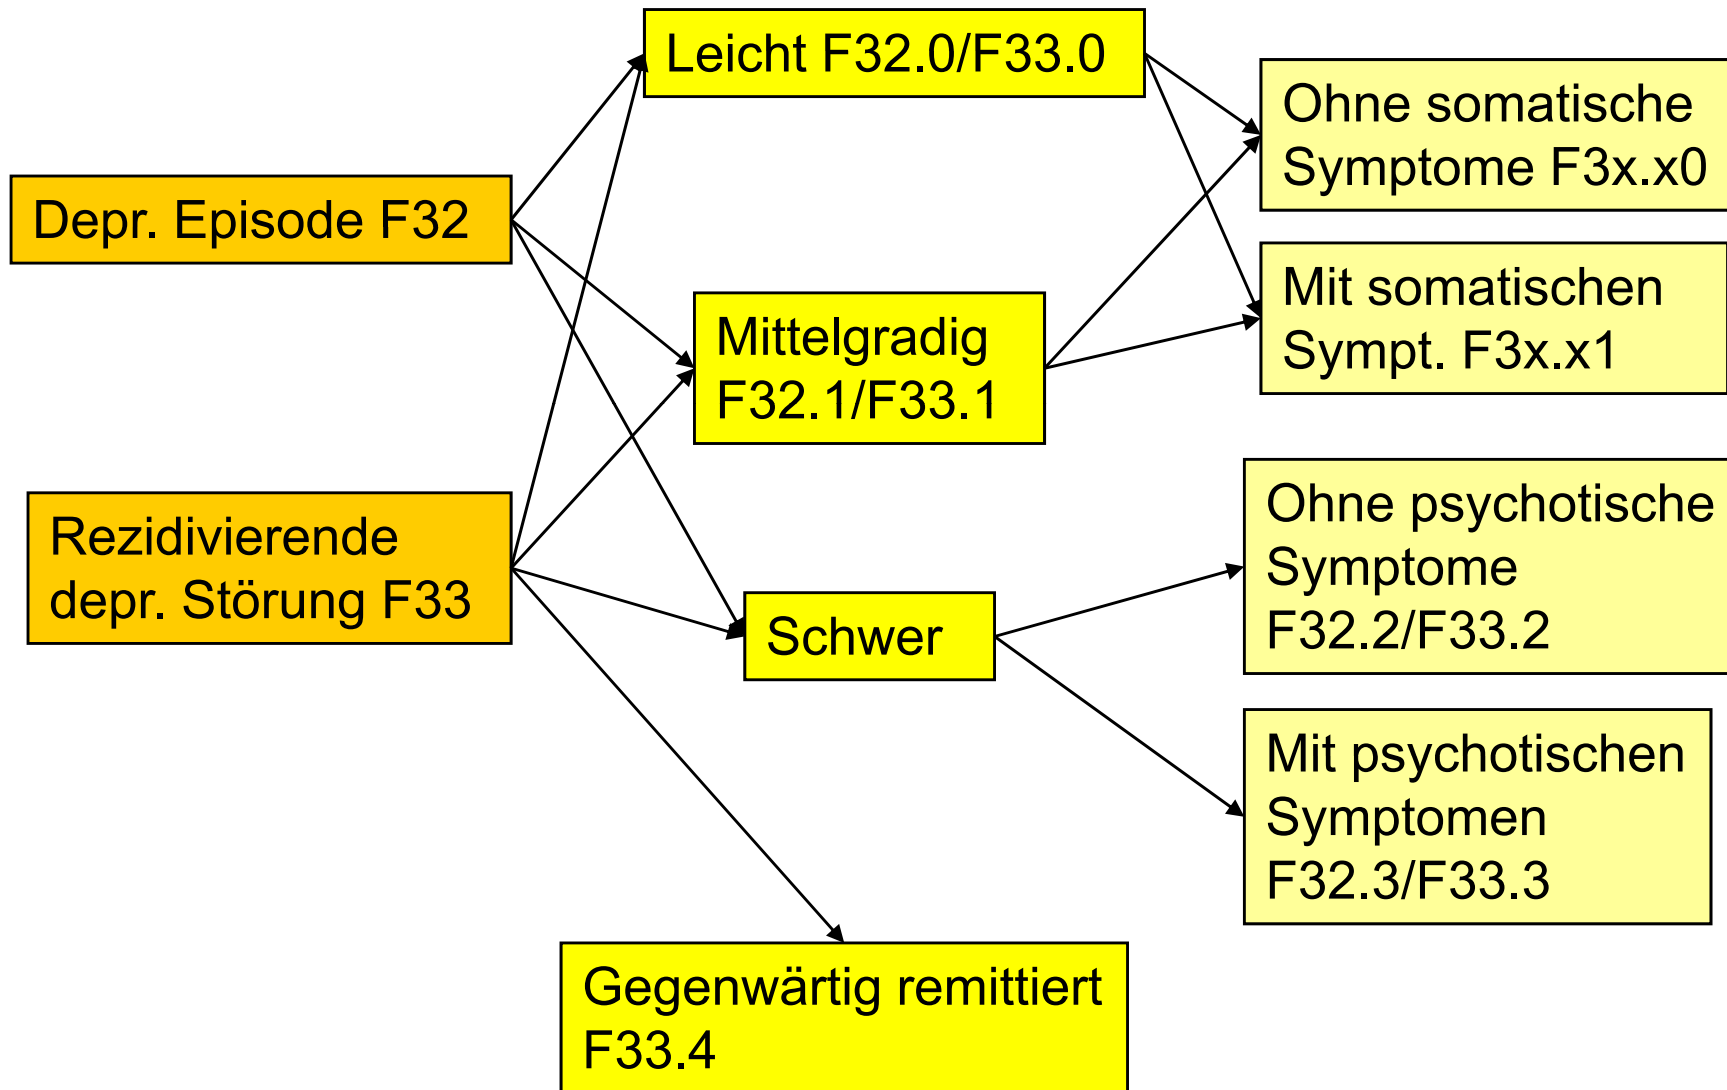 Leicht F32.0/F33.0
Depr. Episode F32
Mittelgradig
F32.1/F33.1
Rezidivierende
depr. Störung F33
Schwer
Gegenwärtig remittiert
F33.4
Ohne somatische
Symptome F3x.x0
Mit somatischen
Sympt. F3x.x1
Ohne psychotische
Symptome
F32.2/F33.2
Mit psychotischen
Symptomen
F32.3/F33.3